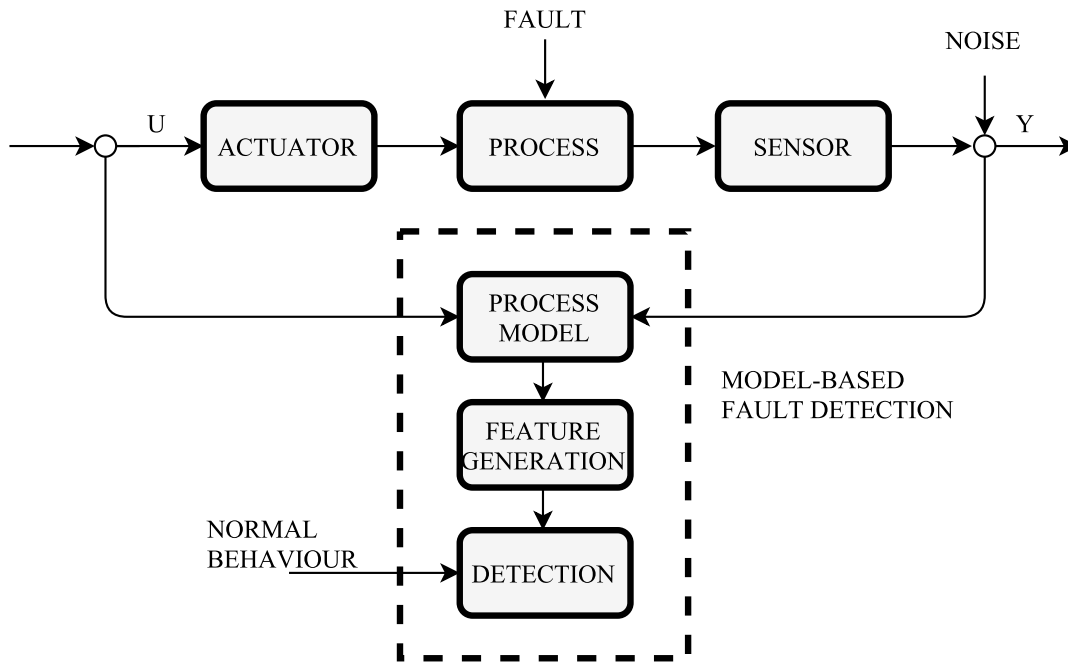 FAULT
NOISE
U
Y
ACTUATOR
PROCESS
SENSOR
PROCESS
MODEL
MODEL-BASED
FAULT DETECTION
FEATURE
GENERATION
NORMAL
BEHAVIOUR
DETECTION